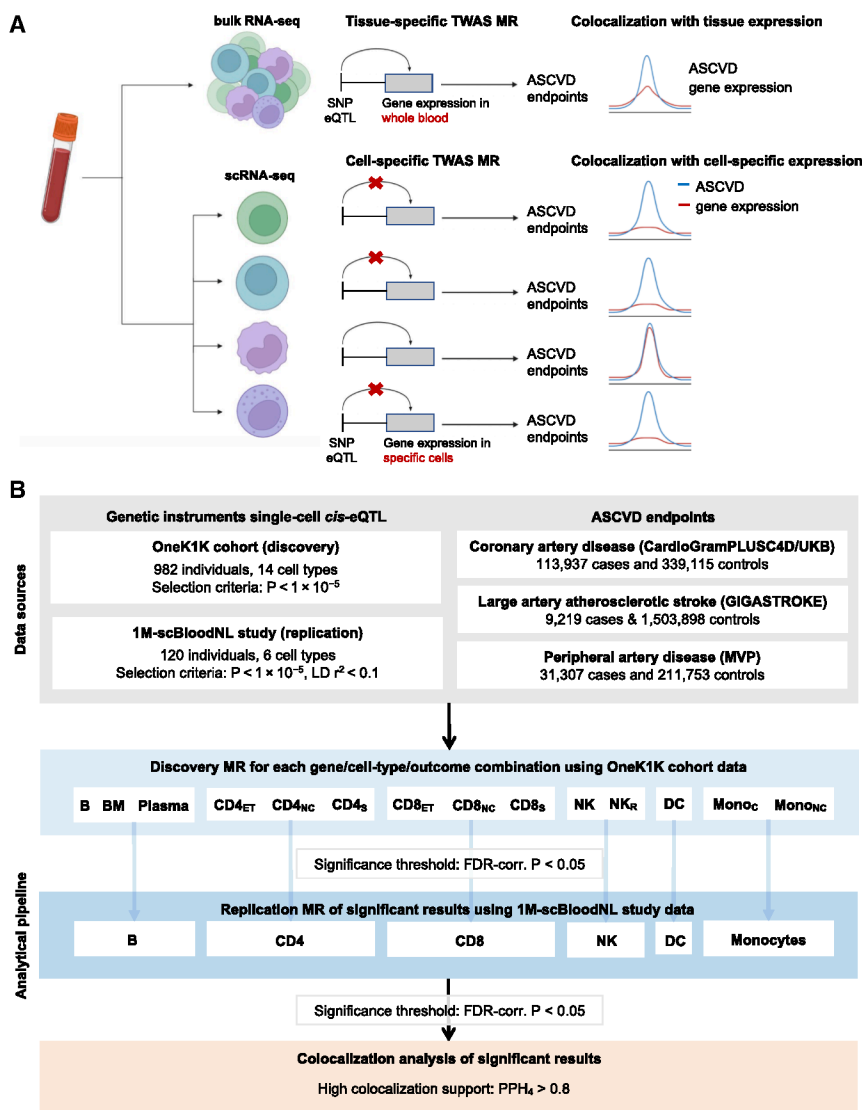 A
bulk RNA-seq
Tissue-specific TWAS MR
Colocalization with tissue expression
SNP
eQTL
Gene expression in
whole blood
ASCVD
endpoints
ASCVD
gene expression
scRNA-seq
Cell-specific TWAS MR
Colocalization with cell-specific expression
ASCVD
gene expression
ASCVD
endpoints
ASCVD
endpoints
ASCVD
endpoints
ASCVD
endpoints
SNP
eQTL
Gene expression in
specific cells
B
Data sources
Genetic instruments single-cell cis-eQTL
OneK1K cohort (discovery)
982 individuals, 14 cell types
Selection criteria: P < 1 × 10⁻⁵
1M-scBloodNL study (replication)
120 individuals, 6 cell types
Selection criteria: P < 1 × 10⁻⁵, LD r² < 0.1
ASCVD endpoints
Coronary artery disease (CardioGramPLUSC4D/UKB)
113,937 cases and 339,115 controls
Large artery atherosclerotic stroke (GIGASTROKE)
9,219 cases & 1,503,898 controls
Peripheral artery disease (MVP)
31,307 cases and 211,753 controls
Analytical pipeline
Discovery MR for each gene/cell-type/outcome combination using OneK1K cohort data
B BM Plasma CD4ET CD4NC CD4S CD8ET CD8NC CD8S NK NKR DC MonoC MonoNC
Significance threshold: FDR-corr. P < 0.05
Replication MR of significant results using 1M-scBloodNL study data
B CD4 CD8 NK DC Monocytes
Significance threshold: FDR-corr. P < 0.05
Colocalization analysis of significant results
High colocalization support: PPH₄ > 0.8